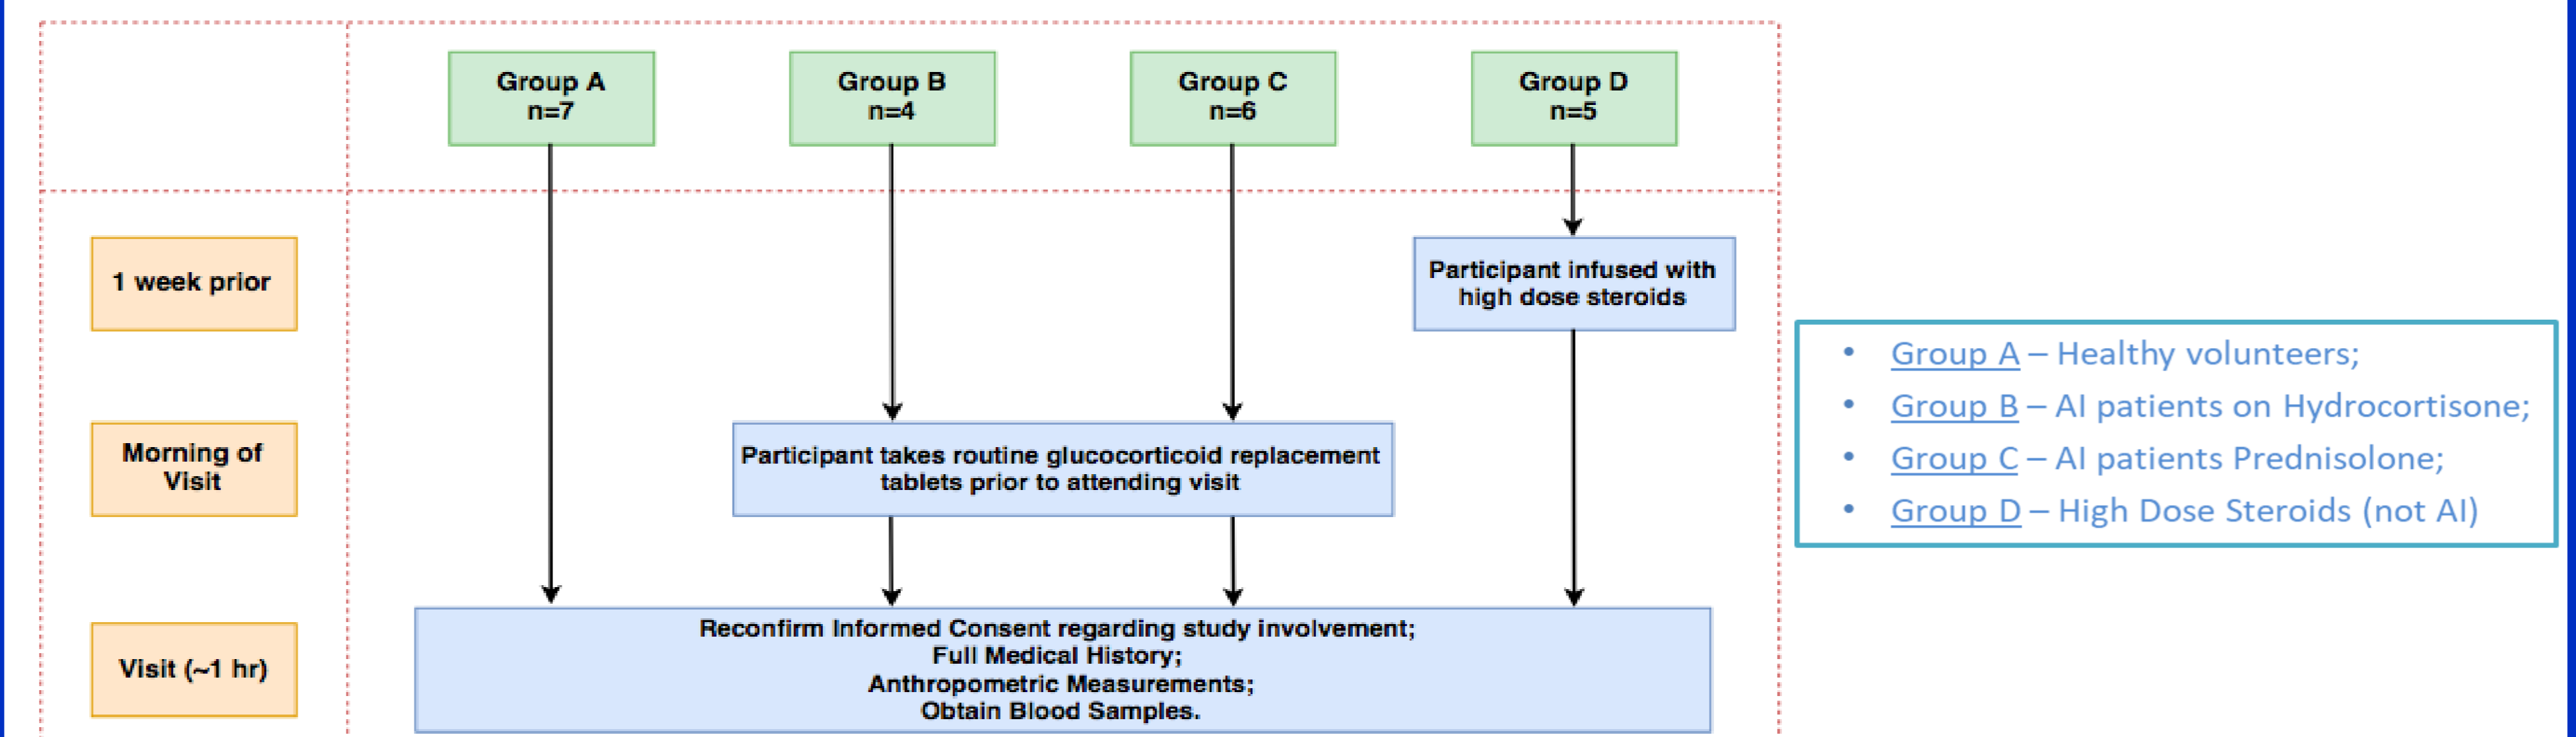 Group A
n=7
Group B
n=4
Group C
n=6
Group D
n=5
1 week prior
Participant infused with
high dose steroids
Morning of
Visit
Participant takes routine glucocorticoid replacement
tablets prior to attending visit
Visit (~1 hr)
Reconfirm Informed Consent regarding study involvement;
Full Medical History;
Anthropometric Measurements;
Obtain Blood Samples.
• Group A – Healthy volunteers;
• Group B – AI patients on Hydrocortisone;
• Group C – AI patients Prednisolone;
• Group D – High Dose Steroids (not AI)